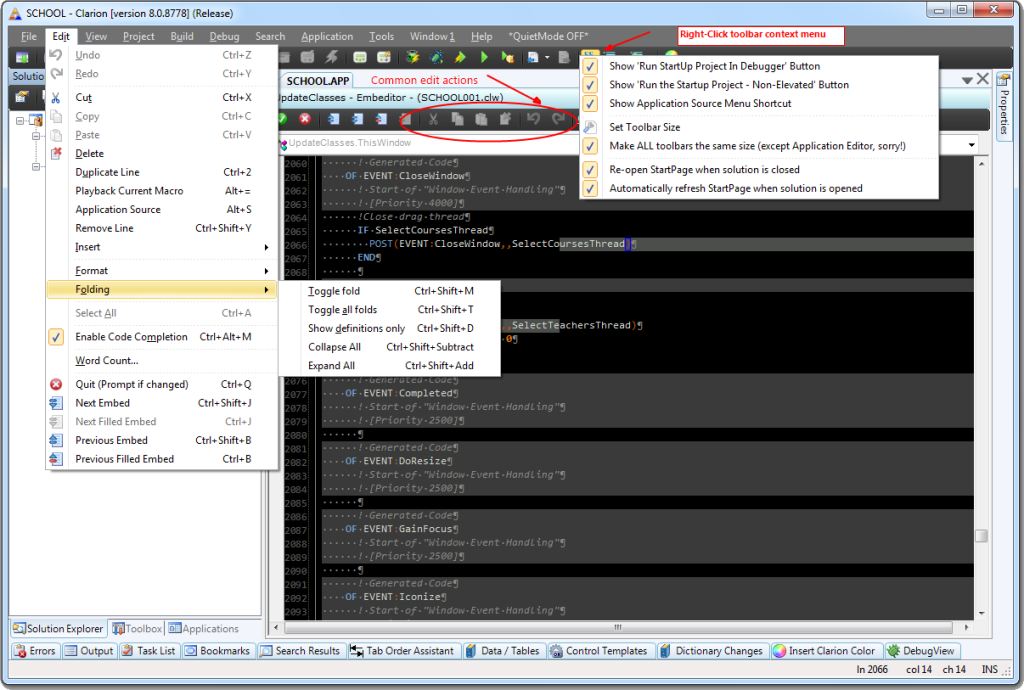 SCHOOL - Clarion [version 8.0.8778] (Release)
File Edit View Project Build Debug Search Application Tools Window 1 Help *QuietMode OFF*
Right-Click toolbar context menu
Undo Ctrl+Z
Redo Ctrl+Y
Cut Ctrl+X
Copy Ctrl+C
Paste Ctrl+V
Delete
Duplicate Line Ctrl+2
Playback Current Macro Alt+=
Application Source Alt+S
Remove Line Ctrl+Shift+Y
Insert
Format
Folding
Select All Ctrl+A
Enable Code Completion Ctrl+Alt+M
Word Count...
Quit (Prompt if changed) Ctrl+Q
Next Embed Ctrl+Shift+J
Next Filled Embed Ctrl+J
Previous Embed Ctrl+Shift+B
Previous Filled Embed Ctrl+B
Toggle fold Ctrl+Shift+M
Toggle all folds Ctrl+Shift+T
Show definitions only Ctrl+Shift+D
Collapse All Ctrl+Shift+Subtract
Expand All Ctrl+Shift+Add
Show 'Run StartUp Project In Debugger' Button
Show 'Run the Startup Project - Non-Elevated' Button
Show Application Source Menu Shortcut
Set Toolbar Size
Make ALL toolbars the same size (except Application Editor, sorry!)
Re-open StartPage when solution is closed
Automatically refresh StartPage when solution is opened
Solutio
SCHOOL.APP
Common edit actions
UpdateClasses - Embeditor - (SCHOOL001.clw)
UpdateClasses.ThisWindow
Properties
2060 ······!·Generated·Code¶
2061 ····OF·EVENT:CloseWindow¶
2062 ······!·Start·of·"Window·Event·Handling"¶
2063 ······!·[Priority·4000]¶
2064 ······!Close·drag·thread¶
2065 ······IF·SelectCoursesThread¶
2066 ········POST(EVENT:CloseWindow,,SelectCoursesThread)¶
2067 ······END¶
2068 ······¶
,,SelectTeachersThread)¶
0¶
2076 ······!·Generated·Code¶
2077 ····OF·EVENT:Completed¶
2078 ······!·Start·of·"Window·Event·Handling"¶
2079 ······!·[Priority·2500]¶
2080 ······¶
2081 ······!·Generated·Code¶
2082 ····OF·EVENT:DoResize¶
2083 ······!·Start·of·"Window·Event·Handling"¶
2084 ······!·[Priority·2500]¶
2085 ······¶
2086 ······!·Generated·Code¶
2087 ····OF·EVENT:GainFocus¶
2088 ······!·Start·of·"Window·Event·Handling"¶
2089 ······!·[Priority·2500]¶
2090 ······¶
2091 ······!·Generated·Code¶
2092 ····OF·EVENT:Iconize¶
2093 ······!·Start·of·"Window·Event·Handling"¶
Solution Explorer Toolbox Applications
Errors Output Task List Bookmarks Search Results Tab Order Assistant Data / Tables Control Templates Dictionary Changes Insert Clarion Color DebugView
ln 2066 col 14 ch 14 INS